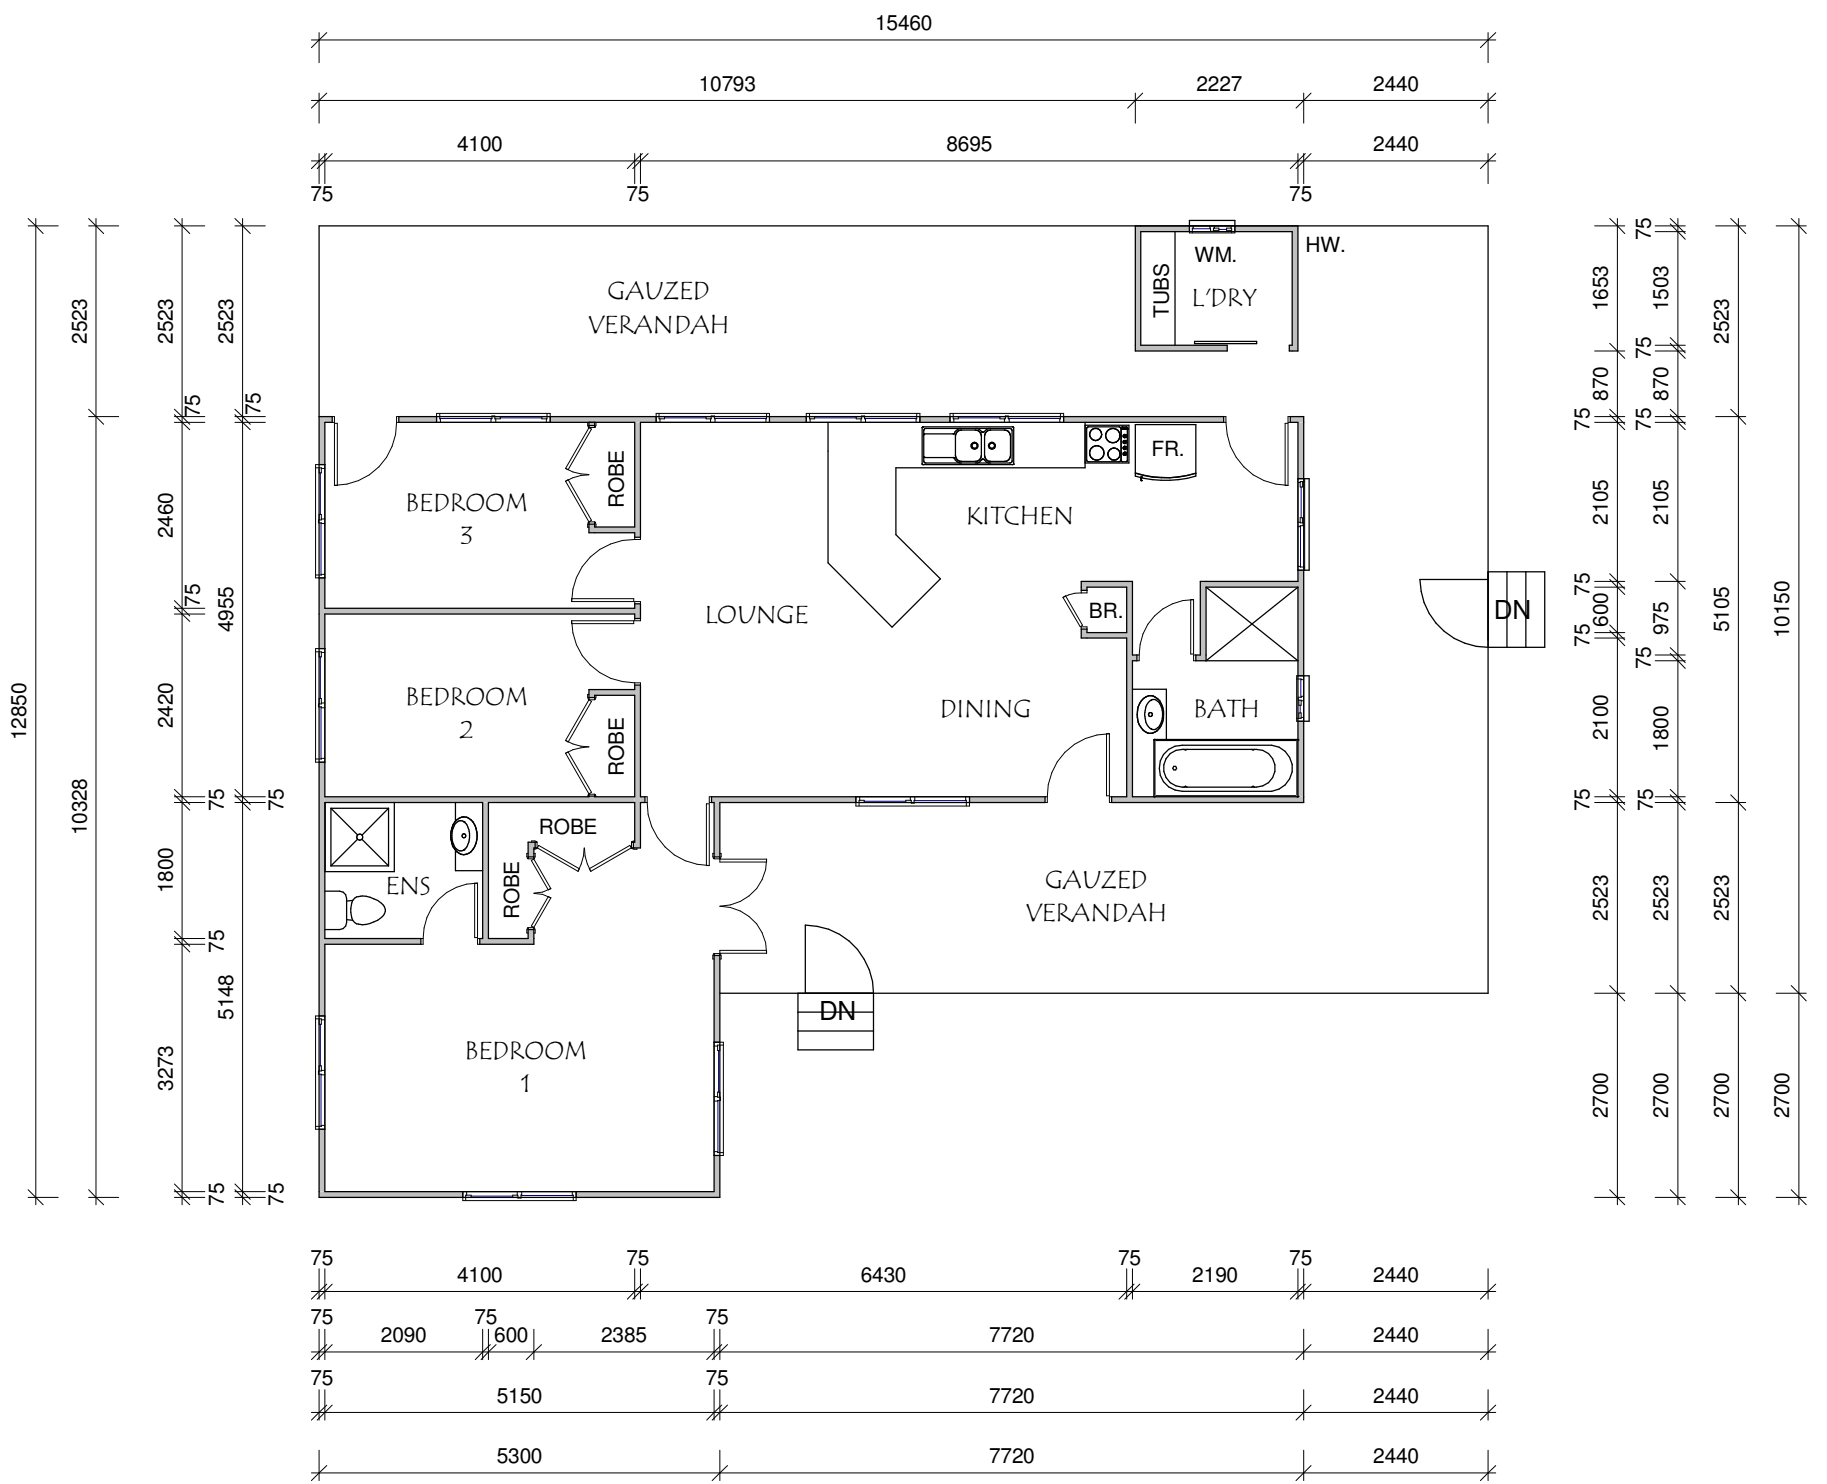 15460
10793 2227 2440
4100 8695 2440
75 75 75
HW.
WM.
TUBS
L'DRY
GAUZED
VERANDAH
12850
2523
10328
2523
75
2460
75
2420
75
1800
75
3273
75
2523
75
4955
75
5148
75
BEDROOM
3
ROBE
FR.
KITCHEN
LOUNGE
BR.
DN
BEDROOM
2
ROBE
DINING
BATH
ROBE
ROBE
ENS
GAUZED
VERANDAH
DN
BEDROOM
1
1653
870
75
2105
75
600
75
2100
75
2523
2700
75
1503
75
870
75
2105
975
75
1800
75
2523
2700
2523
5105
2523
2700
10150
2700
75 75 75 75
4100 6430 2190 2440
75 75 75
2090 600 2385 7720 2440
75 75
5150 7720 2440
5300 7720 2440